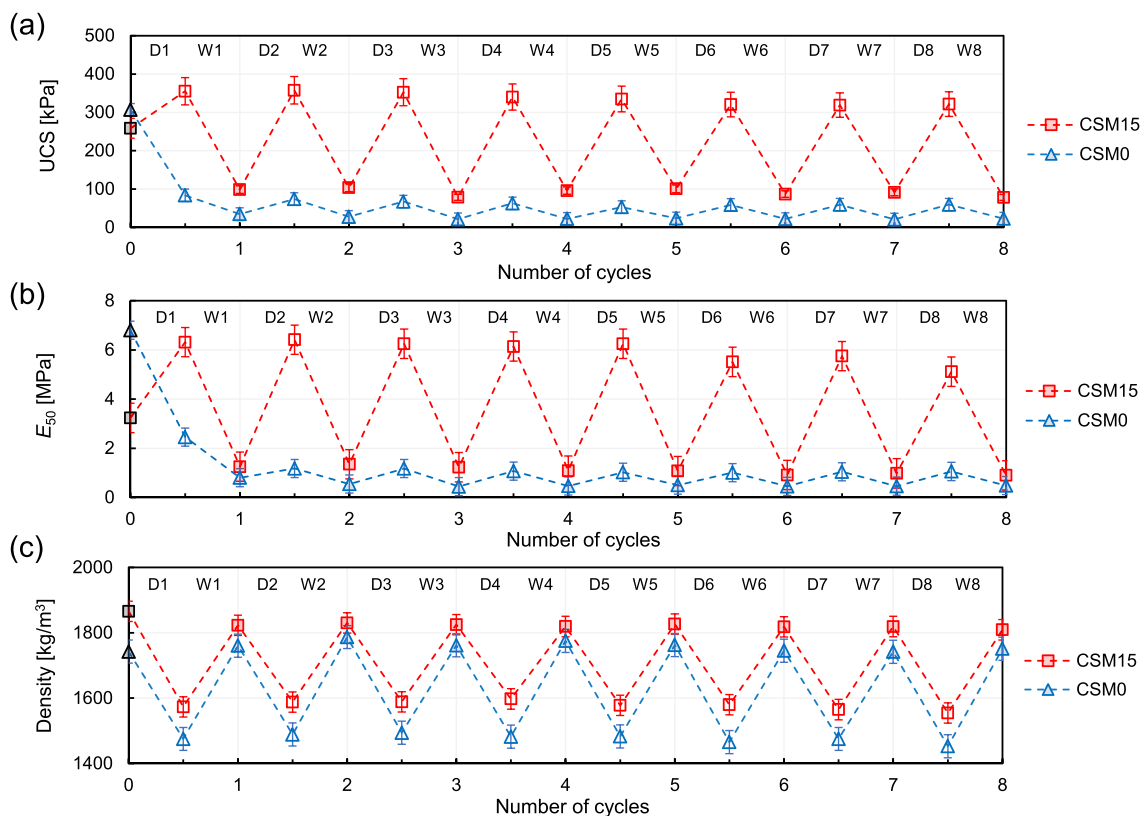 (a)
500
400
300
200
100
0
UCS [kPa]
D1 W1 D2 W2 D3 W3 D4 W4 D5 W5 D6 W6 D7 W7 D8 W8
0 1 2 3 4 5 6 7 8
Number of cycles
CSM15
CSM0
(b)
8
6
4
2
0
E50 [MPa]
D1 W1 D2 W2 D3 W3 D4 W4 D5 W5 D6 W6 D7 W7 D8 W8
0 1 2 3 4 5 6 7 8
Number of cycles
CSM15
CSM0
(c)
2000
1800
1600
1400
Density [kg/m³]
D1 W1 D2 W2 D3 W3 D4 W4 D5 W5 D6 W6 D7 W7 D8 W8
0 1 2 3 4 5 6 7 8
Number of cycles
CSM15
CSM0